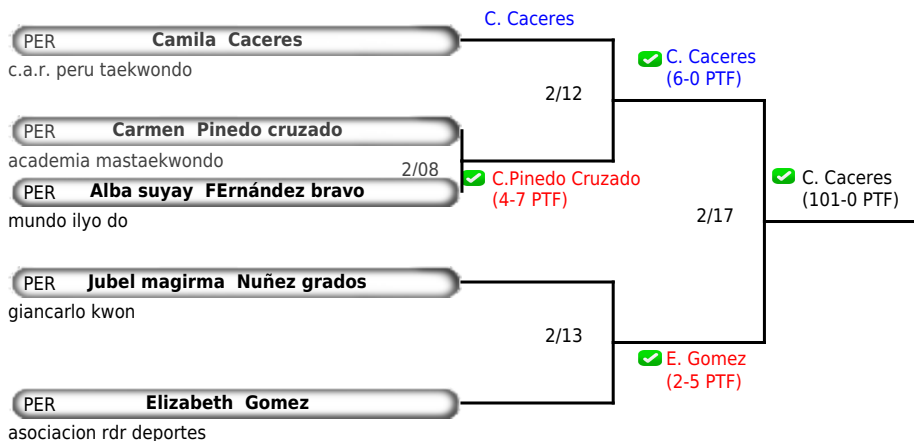 C. Caceres
PER Camila Caceres
c.a.r. peru taekwondo
C. Caceres
(6-0 PTF)
2/12
PER Carmen Pinedo cruzado
academia mastaekwondo
2/08
C.Pinedo Cruzado
(4-7 PTF)
PER Alba suyay FErnández bravo
mundo ilyo do
C. Caceres
(101-0 PTF)
2/17
PER Jubel magirma Nuñez grados
giancarlo kwon
2/13
E. Gomez
(2-5 PTF)
PER Elizabeth Gomez
asociacion rdr deportes